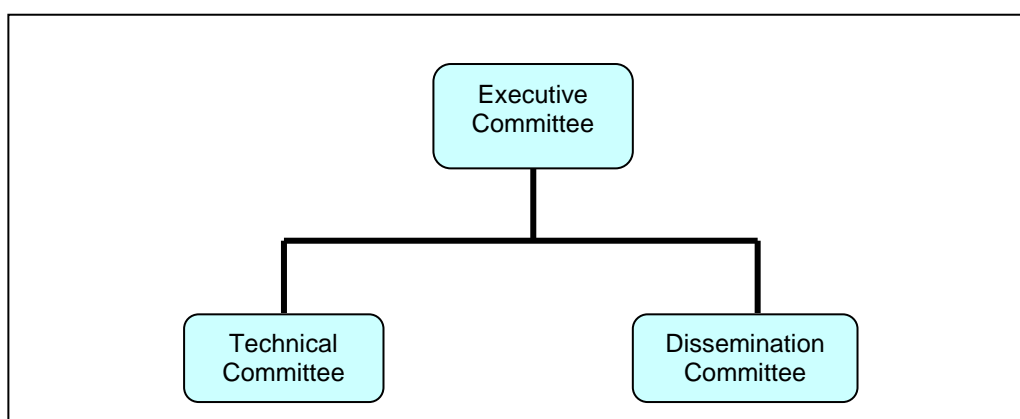 Executive
Committee
Technical
Committee
Dissemination
Committee